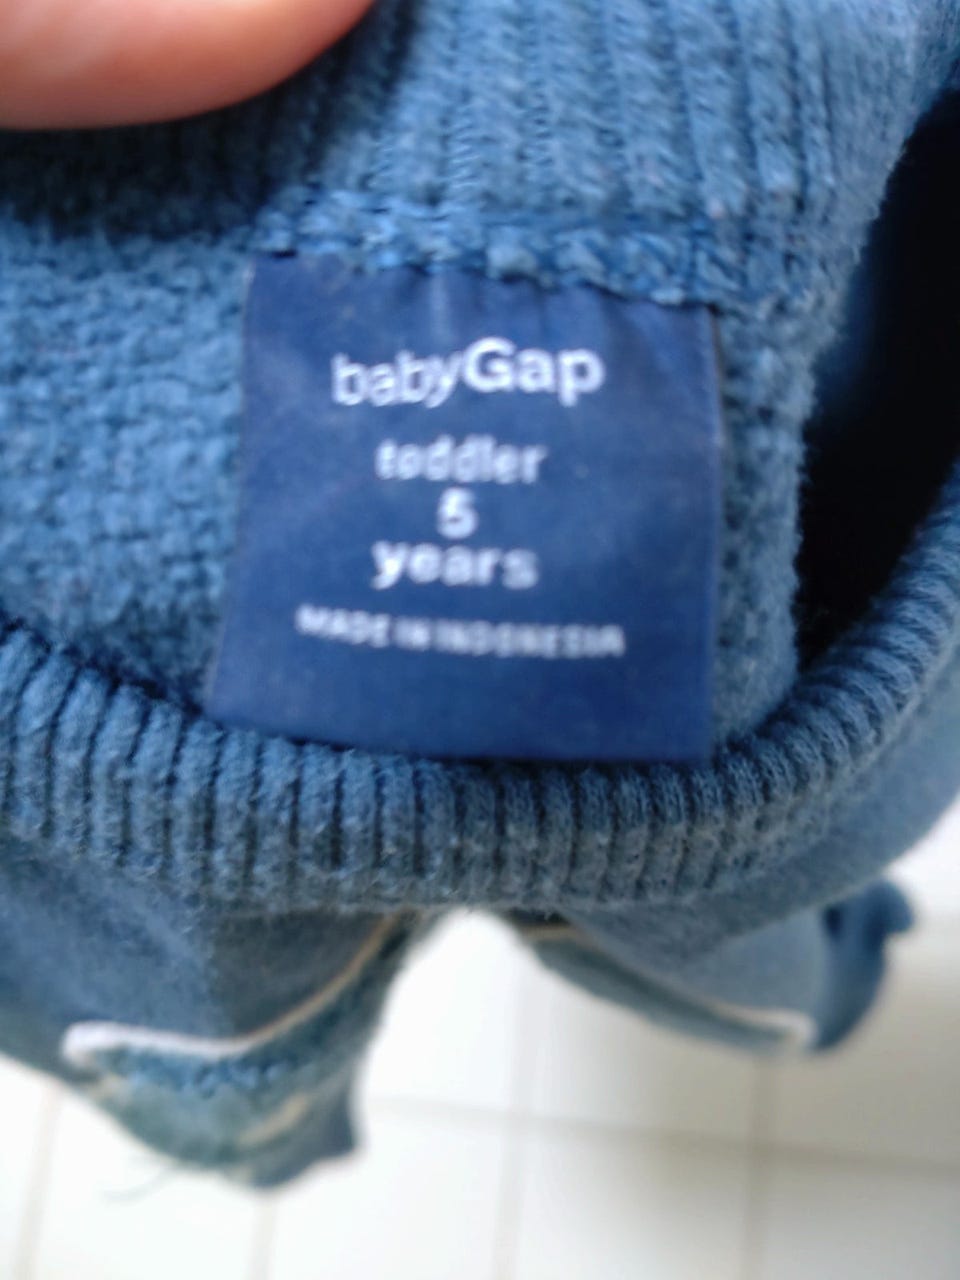 babyGap
toddler
5
years
MADE IN INDONESIA